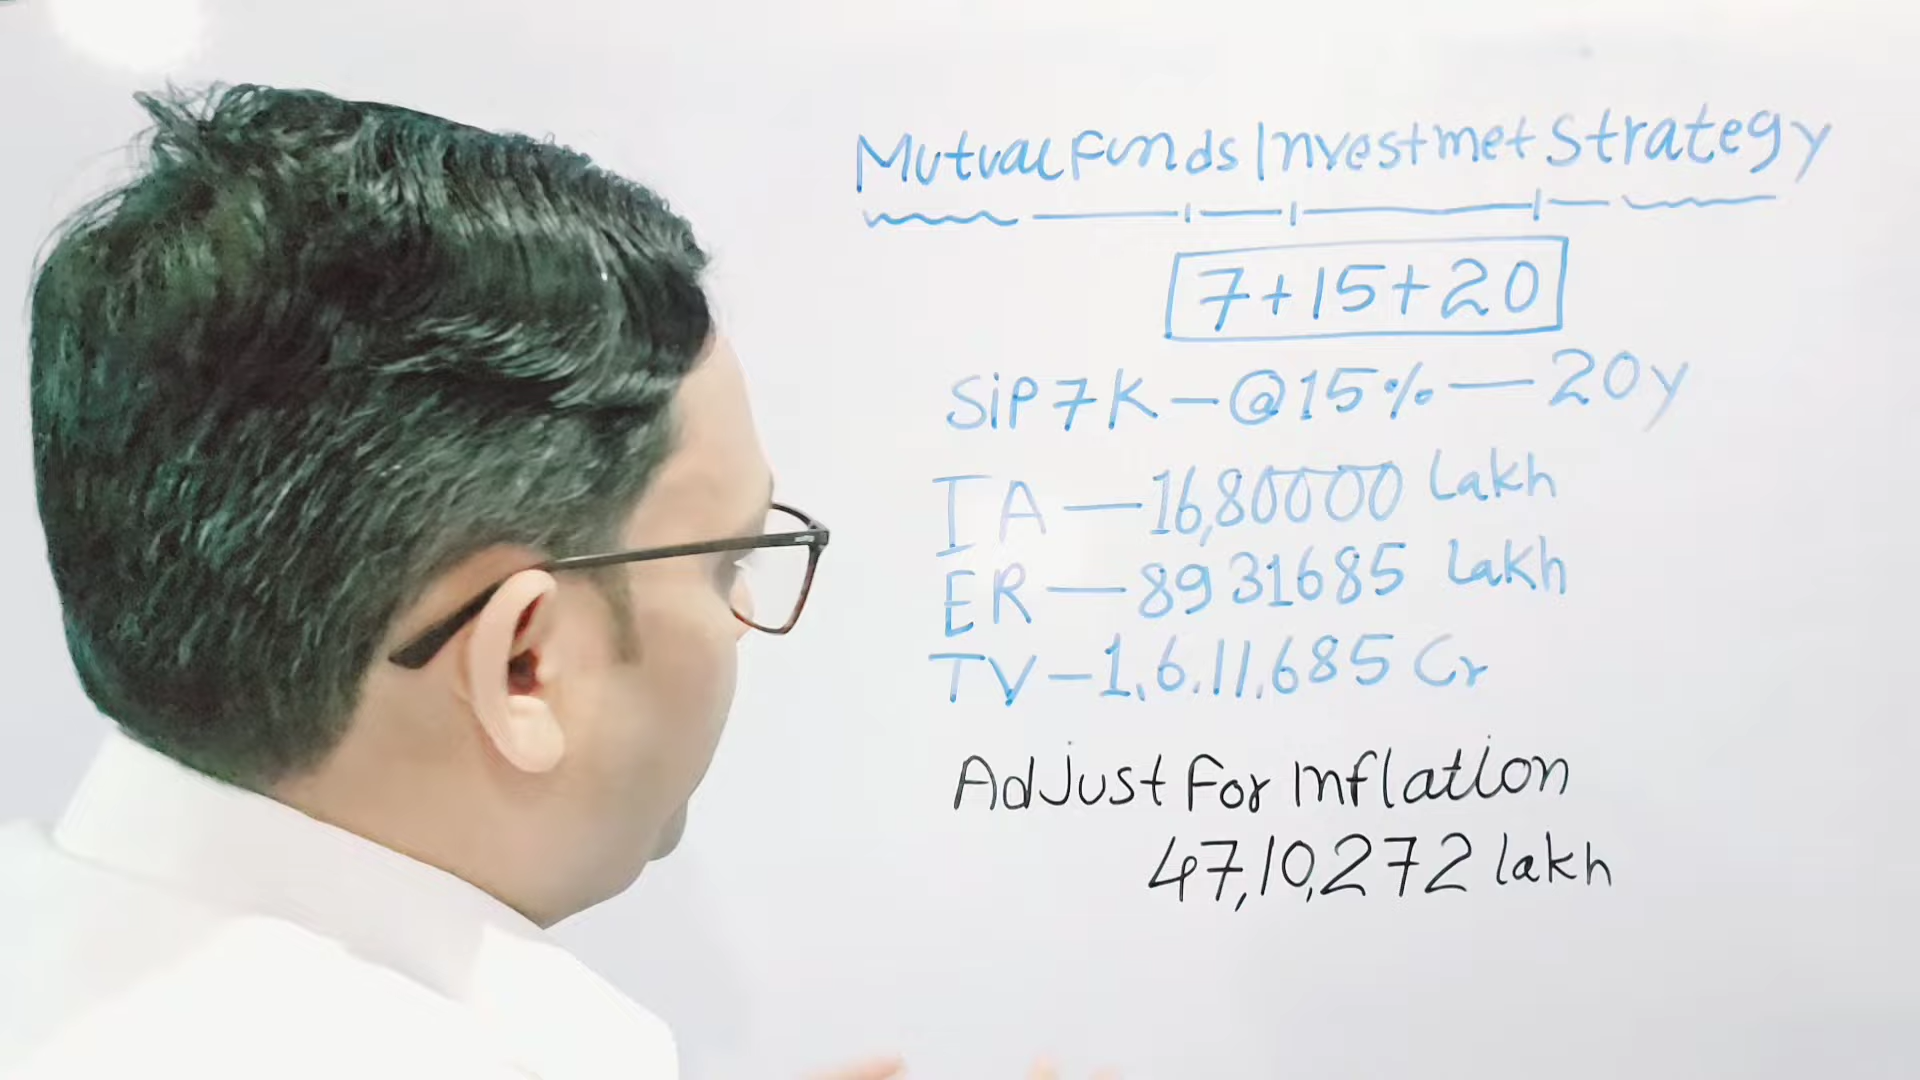 Mutual Funds Investmet Strategy
7+15+20
SiP 7K - @15% - 20y
IA - 16,80000 Lakh
ER - 8931685 Lakh
TV - 1,6.11.685 Cr
Adjust For Inflation
47,10,272 lakh